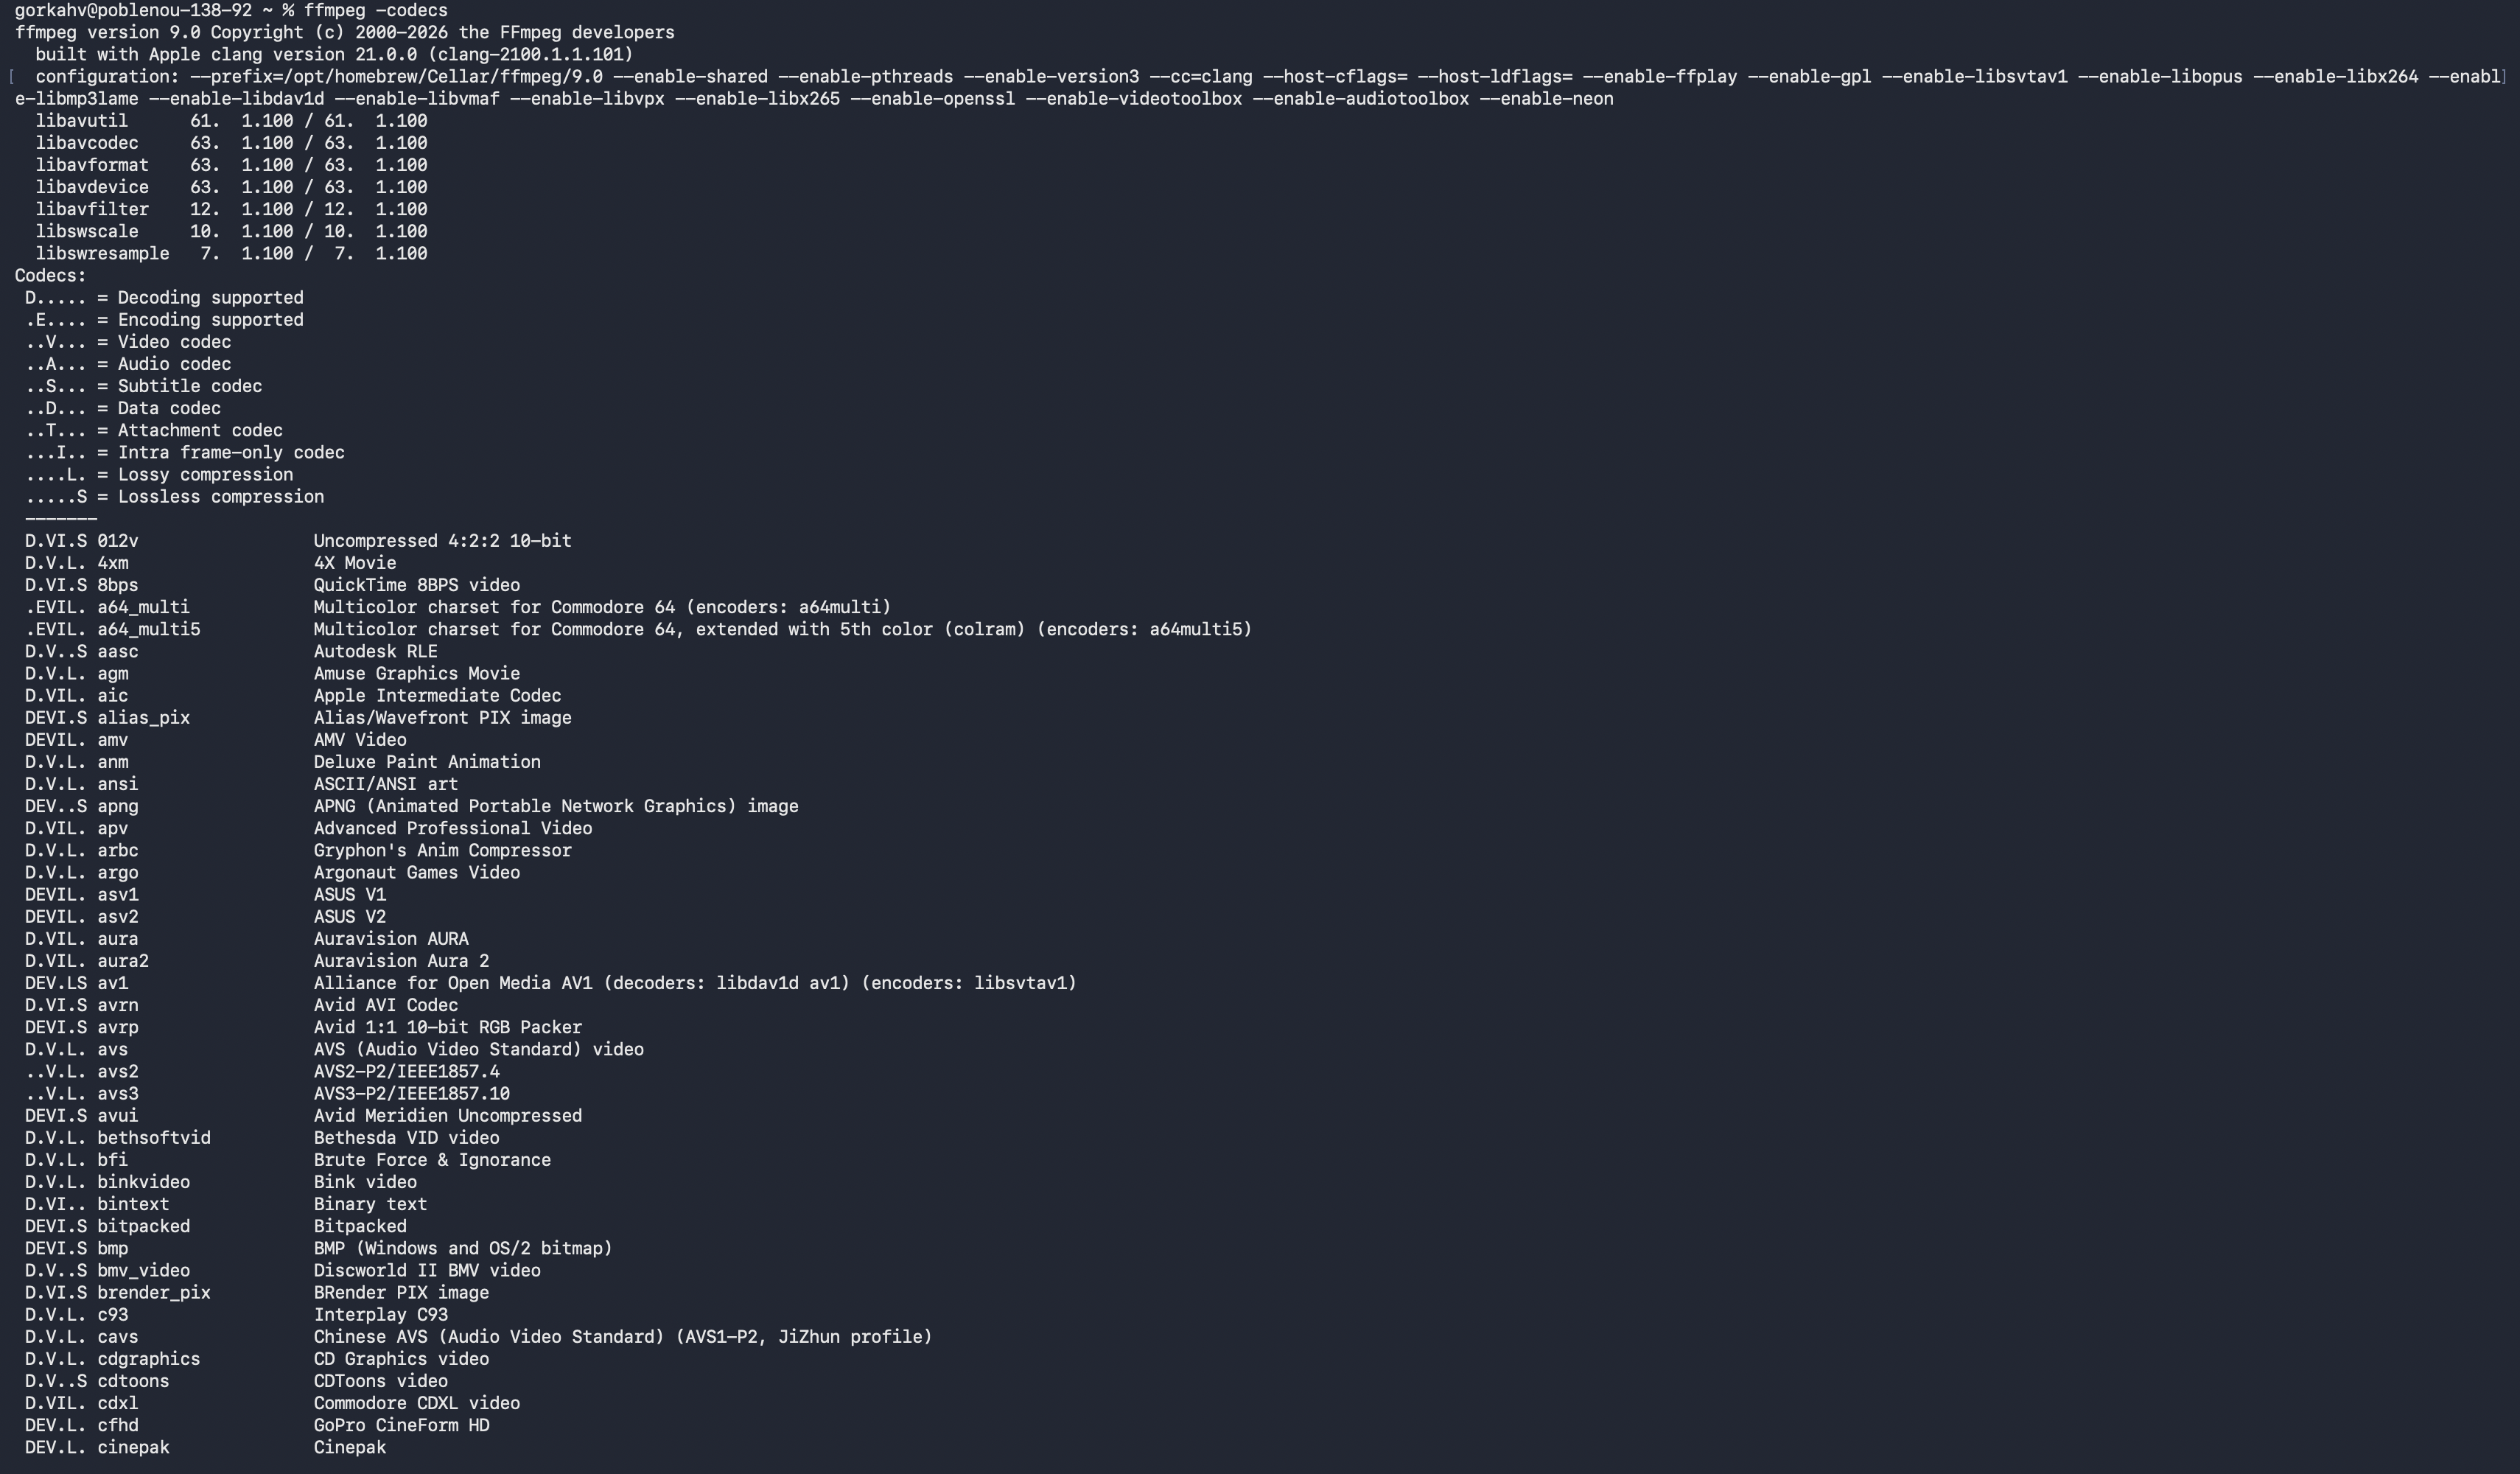 gorkahv@poblenou-138-92 ~ % ffmpeg -codecs
ffmpeg version 9.0 Copyright (c) 2000-2026 the FFmpeg developers
  built with Apple clang version 21.0.0 (clang-2100.1.1.101)
[  configuration: --prefix=/opt/homebrew/Cellar/ffmpeg/9.0 --enable-shared --enable-pthreads --enable-version3 --cc=clang --host-cflags= --host-ldflags= --enable-ffplay --enable-gpl --enable-libsvtav1 --enable-libopus --enable-libx264 --enabl]
e-libmp3lame --enable-libdav1d --enable-libvmaf --enable-libvpx --enable-libx265 --enable-openssl --enable-videotoolbox --enable-audiotoolbox --enable-neon
  libavutil      61.  1.100 / 61.  1.100
  libavcodec     63.  1.100 / 63.  1.100
  libavformat    63.  1.100 / 63.  1.100
  libavdevice    63.  1.100 / 63.  1.100
  libavfilter    12.  1.100 / 12.  1.100
  libswscale     10.  1.100 / 10.  1.100
  libswresample   7.  1.100 /  7.  1.100
Codecs:
 D..... = Decoding supported
 .E.... = Encoding supported
 ..V... = Video codec
 ..A... = Audio codec
 ..S... = Subtitle codec
 ..D... = Data codec
 ..T... = Attachment codec
 ...I.. = Intra frame-only codec
 ....L. = Lossy compression
 .....S = Lossless compression
 -------
 D.VI.S 012v                 Uncompressed 4:2:2 10-bit
 D.V.L. 4xm                  4X Movie
 D.VI.S 8bps                 QuickTime 8BPS video
 .EVIL. a64_multi            Multicolor charset for Commodore 64 (encoders: a64multi)
 .EVIL. a64_multi5           Multicolor charset for Commodore 64, extended with 5th color (colram) (encoders: a64multi5)
 D.V..S aasc                 Autodesk RLE
 D.V.L. agm                  Amuse Graphics Movie
 D.VIL. aic                  Apple Intermediate Codec
 DEVI.S alias_pix            Alias/Wavefront PIX image
 DEVIL. amv                  AMV Video
 D.V.L. anm                  Deluxe Paint Animation
 D.V.L. ansi                 ASCII/ANSI art
 DEV..S apng                 APNG (Animated Portable Network Graphics) image
 D.VIL. apv                  Advanced Professional Video
 D.V.L. arbc                 Gryphon's Anim Compressor
 D.V.L. argo                 Argonaut Games Video
 DEVIL. asv1                 ASUS V1
 DEVIL. asv2                 ASUS V2
 D.VIL. aura                 Auravision AURA
 D.VIL. aura2                Auravision Aura 2
 DEV.LS av1                  Alliance for Open Media AV1 (decoders: libdav1d av1) (encoders: libsvtav1)
 D.VI.S avrn                 Avid AVI Codec
 DEVI.S avrp                 Avid 1:1 10-bit RGB Packer
 D.V.L. avs                  AVS (Audio Video Standard) video
 ..V.L. avs2                 AVS2-P2/IEEE1857.4
 ..V.L. avs3                 AVS3-P2/IEEE1857.10
 DEVI.S avui                 Avid Meridien Uncompressed
 D.V.L. bethsoftvid          Bethesda VID video
 D.V.L. bfi                  Brute Force & Ignorance
 D.V.L. binkvideo            Bink video
 D.VI.. bintext              Binary text
 DEVI.S bitpacked            Bitpacked
 DEVI.S bmp                  BMP (Windows and OS/2 bitmap)
 D.V..S bmv_video            Discworld II BMV video
 D.VI.S brender_pix          BRender PIX image
 D.V.L. c93                  Interplay C93
 D.V.L. cavs                 Chinese AVS (Audio Video Standard) (AVS1-P2, JiZhun profile)
 D.V.L. cdgraphics           CD Graphics video
 D.V..S cdtoons              CDToons video
 D.VIL. cdxl                 Commodore CDXL video
 DEV.L. cfhd                 GoPro CineForm HD
 DEV.L. cinepak              Cinepak